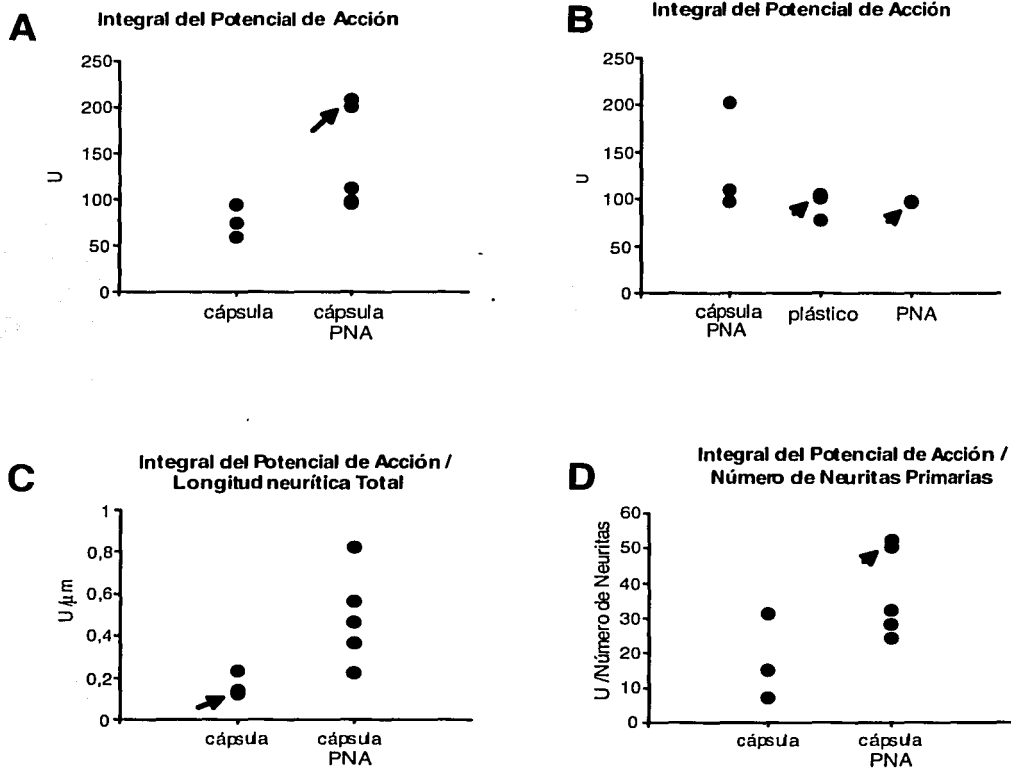 A
Integral del Potencial de Acción
250
200
150
100
50
0
U
cápsula
cápsula
PNA
B
Integral del Potencial de Acción
250
200
150
100
50
0
U
cápsula
PNA
plástico
PNA
C
Integral del Potencial de Acción /
Longitud neurítica Total
1
0,8
0,6
0,4
0,2
0
U/µm
cápsula
cápsula
PNA
D
Integral del Potencial de Acción /
Número de Neuritas Primarias
60
50
40
30
20
10
0
U/Número de Neuritas
cápsula
cápsula
PNA